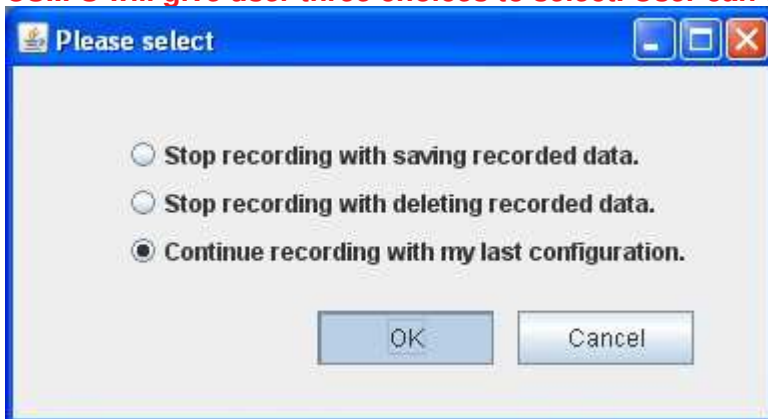 will give user three choices to select. User can
Please select
Stop recording with saving recorded data.
Stop recording with deleting recorded data.
Continue recording with my last configuration.
OK
Cancel